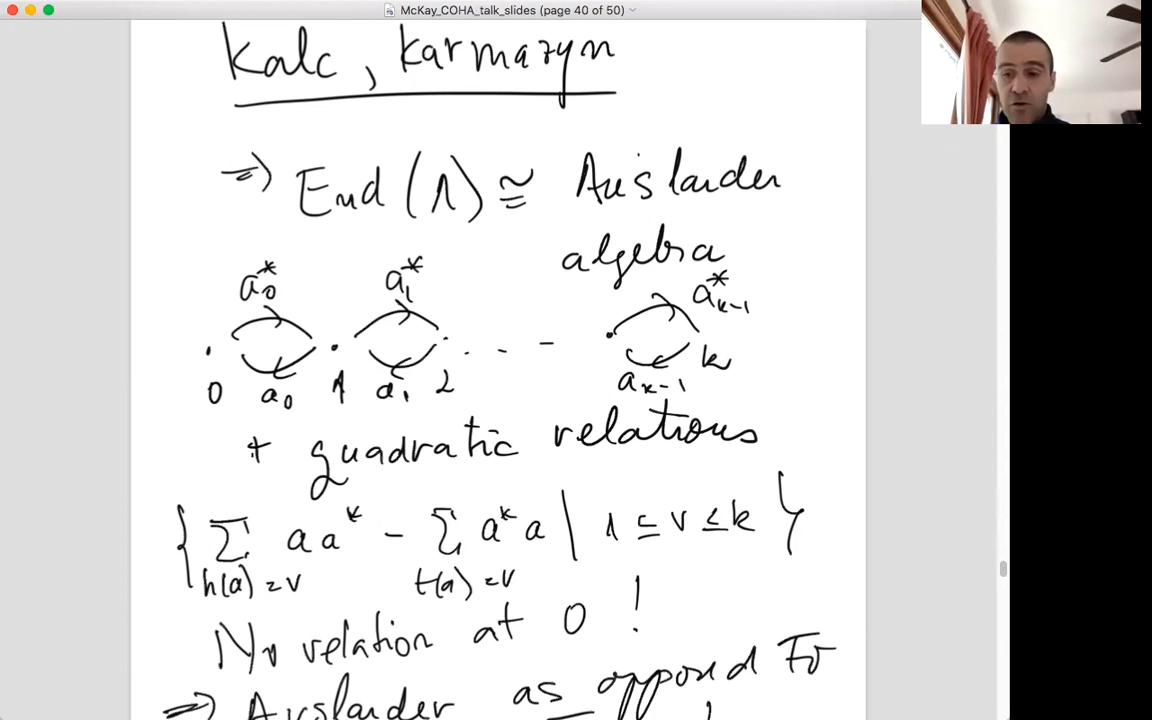 McKay_COHA_talk_slides (page 40 of 50)
Kalc, Karmazyn
⇒ End(Λ) ≅ Auslander
algebra
a₀* a₁* a*ₖ₋₁
0 a₀ 1 a₁ 2 . . . - aₖ₋₁ k
+ quadratic relations
{ Σ aa* - Σ a*a | 1 ≤ v ≤ k }
h(a) = v t(a) = v
No relation at 0 !
⇒ Auslander as opposed to